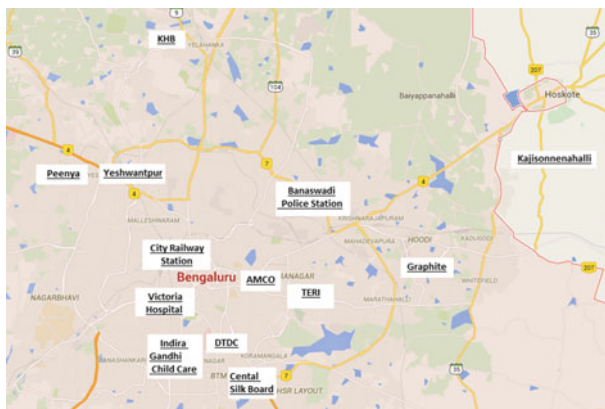 9
KHB
YELAHANKA
39
35
207
104
Hoskote
Baiyappanahalli
4
7
Peenya
Yeshwantpur
Kajisonnenahalli
4
4
Banaswadi
Police Station
MALLESHWARAM
KRISHNARAJAPURAM
MAHADEVAPURA
HOODI
KADUGODI
City Railway
Station
Bengaluru
AMCO
Graphite
207
NAGARBHAVI
Victoria
Hospital
TERI
MARATHAHALLI
WHITEFIELD
Indira
Gandhi
Child Care
DTDC
KORAMANGALA
35
Cental
Silk Board
BTM
7
HSR LAYOUT